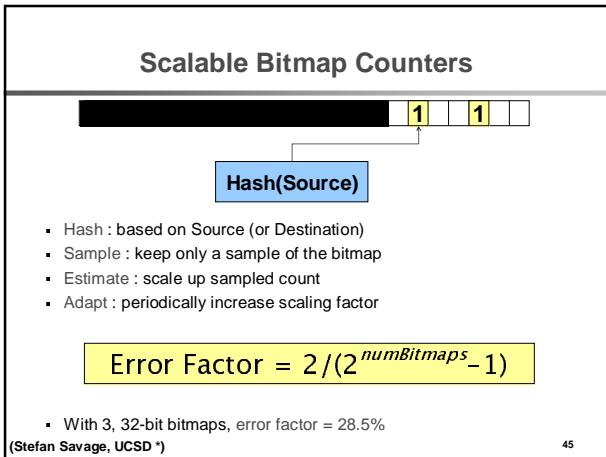 Scalable Bitmap Counters
1 1
Hash(Source)
▪ Hash : based on Source (or Destination)
▪ Sample : keep only a sample of the bitmap
▪ Estimate : scale up sampled count
▪ Adapt : periodically increase scaling factor
Error Factor = 2/(2^numBitmaps-1)
▪ With 3, 32-bit bitmaps, error factor = 28.5%
(Stefan Savage, UCSD *) 45